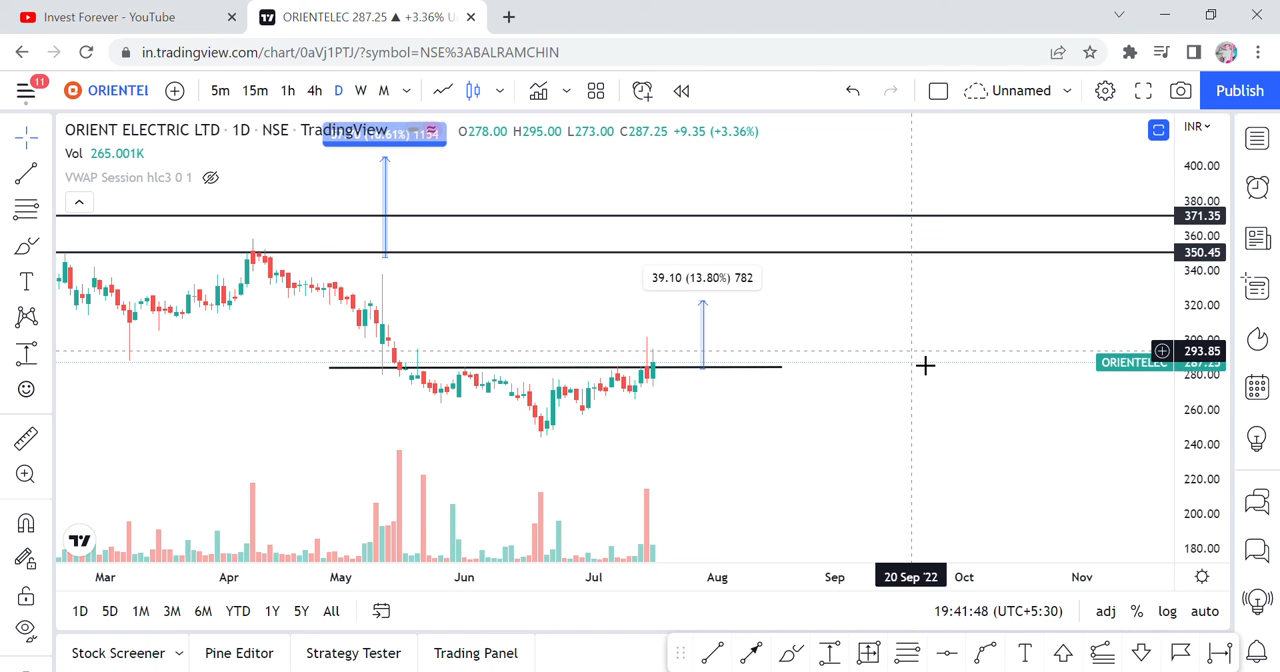 Invest Forever - YouTube
ORIENTELEC 287.25 ▲ +3.36% U
in.tradingview.com/chart/0aVj1PTJ/?symbol=NSE%3ABALRAMCHIN
11
ORIENTEL 5m 15m 1h 4h D W M Unnamed Publish
ORIENT ELECTRIC LTD · 1D · NSE · TradingView O278.00 H295.00 L273.00 C287.25 +9.35 (+3.36%)
INR
Vol 265.001K
VWAP Session hlc3 0 1
400.00
380.00
371.35
360.00
350.45
340.00
39.10 (13.80%) 782
320.00
293.85
ORIENTELEC 287.25
280.00
260.00
240.00
220.00
200.00
180.00
Mar Apr May Jun Jul Aug Sep 20 Sep '22 Oct Nov
1D 5D 1M 3M 6M YTD 1Y 5Y All 19:41:48 (UTC+5:30) adj % log auto
Stock Screener Pine Editor Strategy Tester Trading Panel